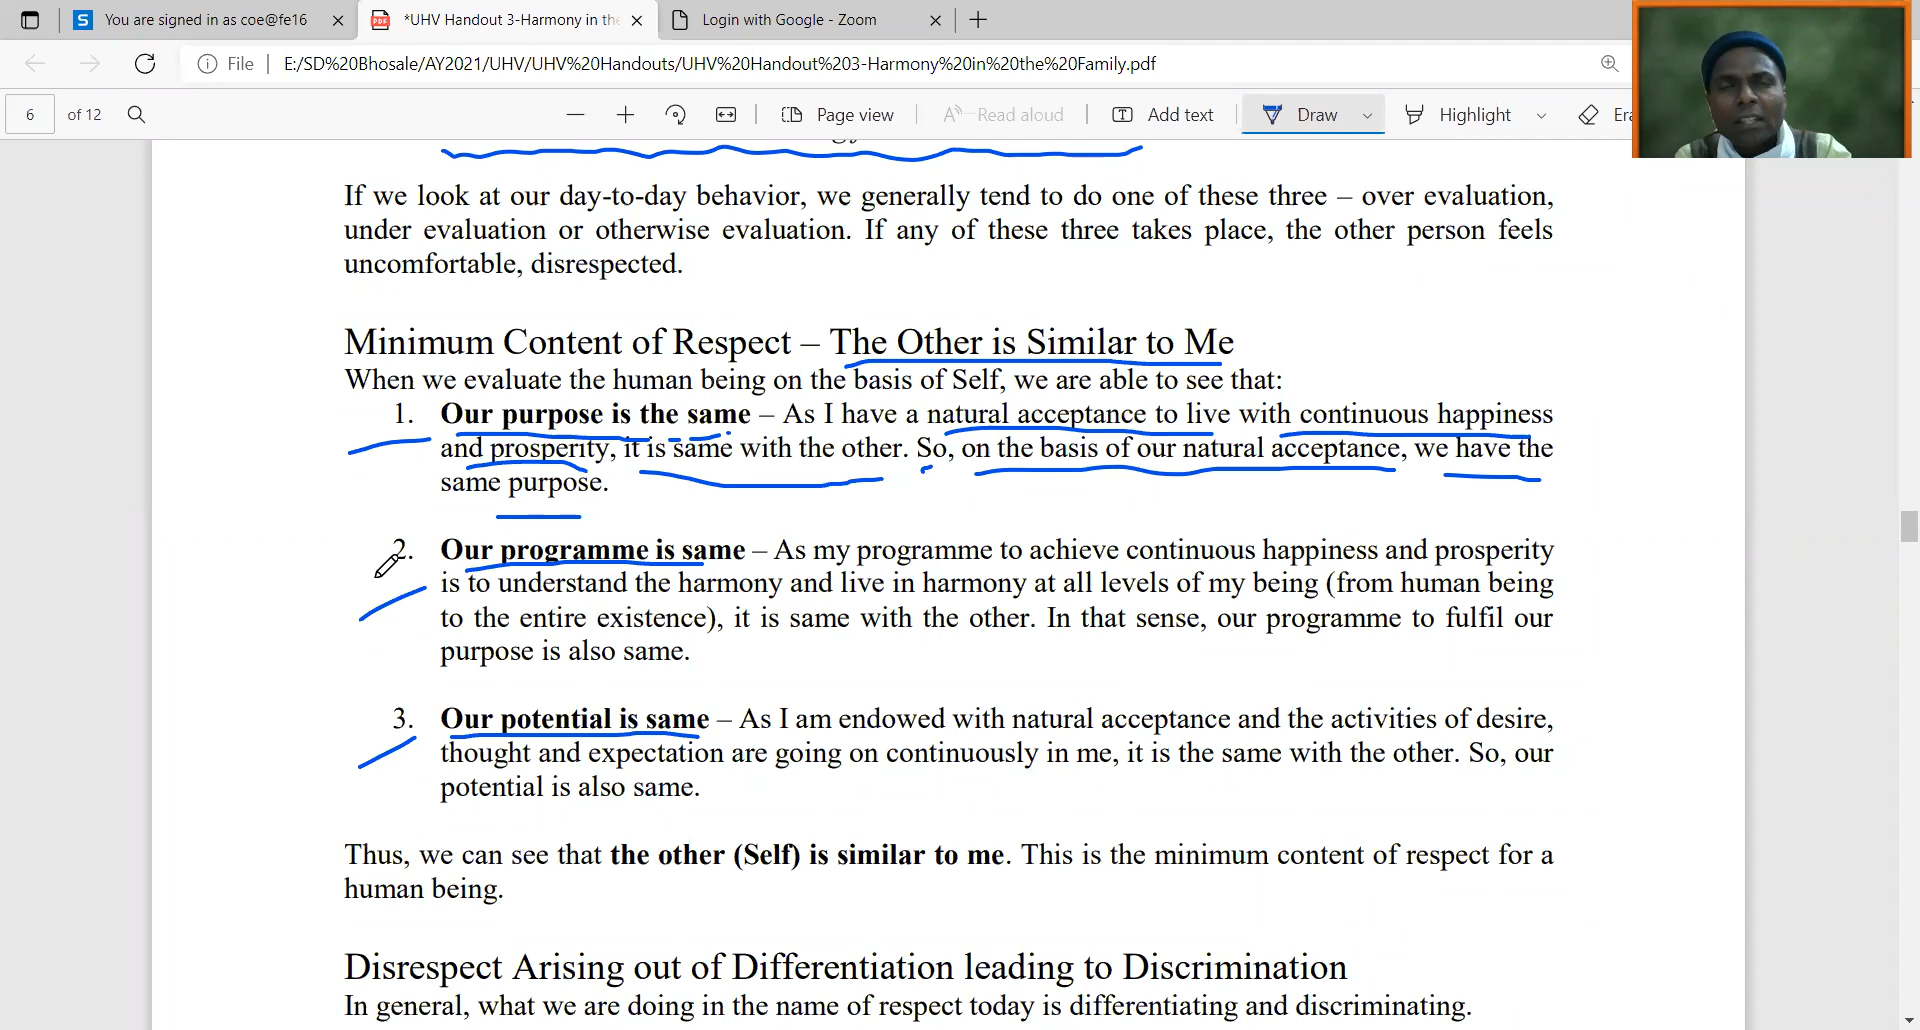 You are signed in as coe@fe16
*UHV Handout 3-Harmony in the
Login with Google - Zoom
File
E:/SD%20Bhosale/AY2021/UHV/UHV%20Handouts/UHV%20Handout%203-Harmony%20in%20the%20Family.pdf
6 of 12
Page view
Read aloud
Add text
Draw
Highlight
If we look at our day-to-day behavior, we generally tend to do one of these three – over evaluation,
under evaluation or otherwise evaluation. If any of these three takes place, the other person feels
uncomfortable, disrespected.
Minimum Content of Respect – The Other is Similar to Me
When we evaluate the human being on the basis of Self, we are able to see that:
1. Our purpose is the same – As I have a natural acceptance to live with continuous happiness
and prosperity, it is same with the other. So, on the basis of our natural acceptance, we have the
same purpose.
2. Our programme is same – As my programme to achieve continuous happiness and prosperity
is to understand the harmony and live in harmony at all levels of my being (from human being
to the entire existence), it is same with the other. In that sense, our programme to fulfil our
purpose is also same.
3. Our potential is same – As I am endowed with natural acceptance and the activities of desire,
thought and expectation are going on continuously in me, it is the same with the other. So, our
potential is also same.
Thus, we can see that the other (Self) is similar to me. This is the minimum content of respect for a
human being.
Disrespect Arising out of Differentiation leading to Discrimination
In general, what we are doing in the name of respect today is differentiating and discriminating.